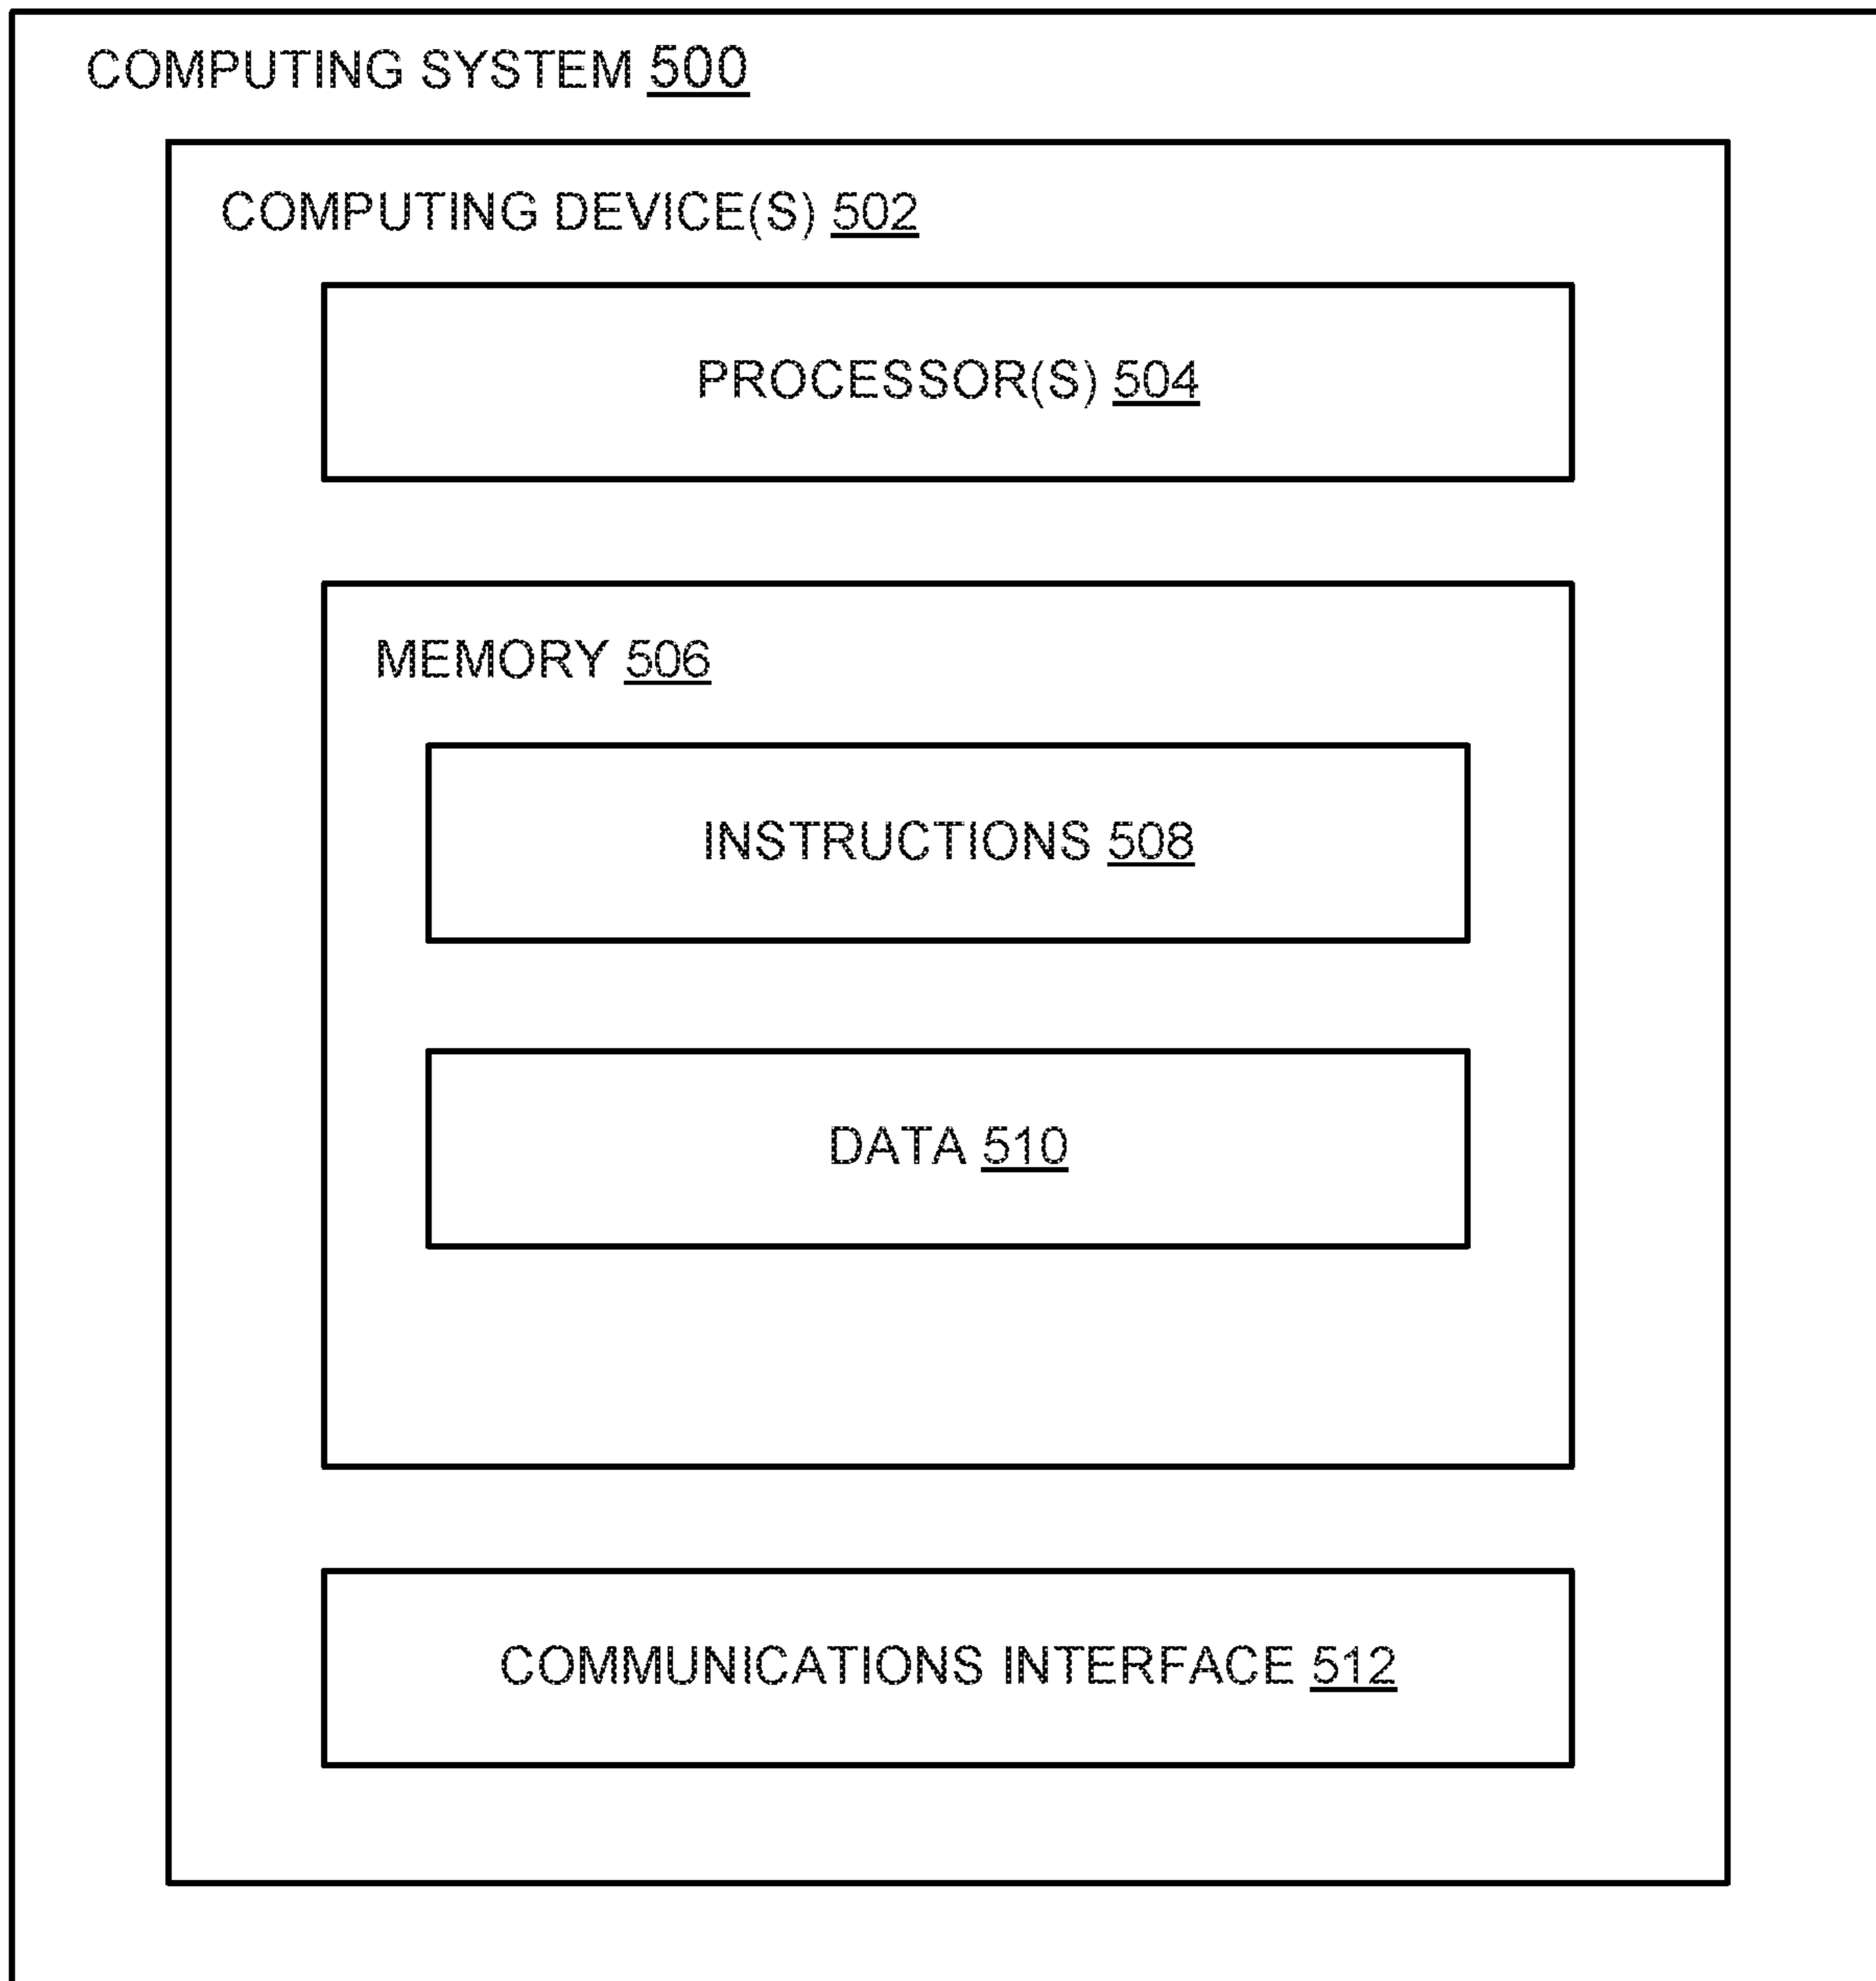 COMPUTING SYSTEM 500
COMPUTING DEVICE(S) 502
PROCESSOR(S) 504
MEMORY 506
INSTRUCTIONS 508
DATA 510
COMMUNICATIONS INTERFACE 512